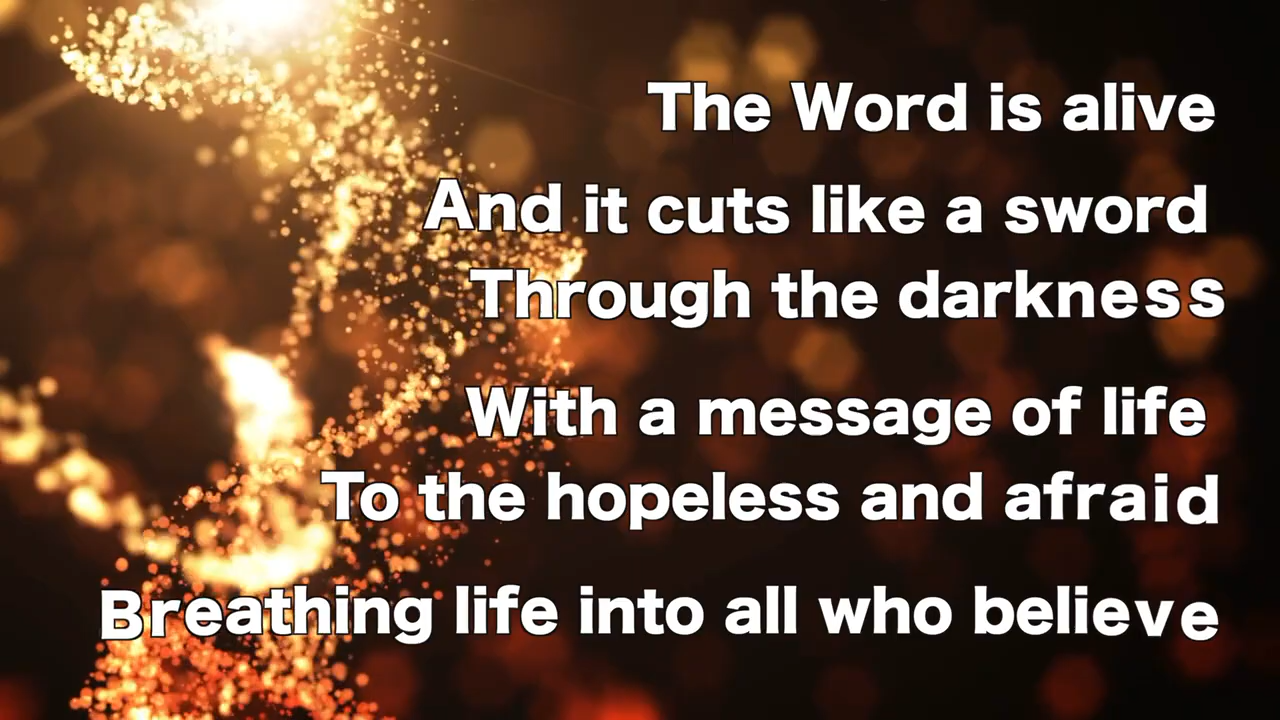 The Word is alive
And it cuts like a sword
Through the darkness
With a message of life
To the hopeless and afraid
Breathing life into all who believe